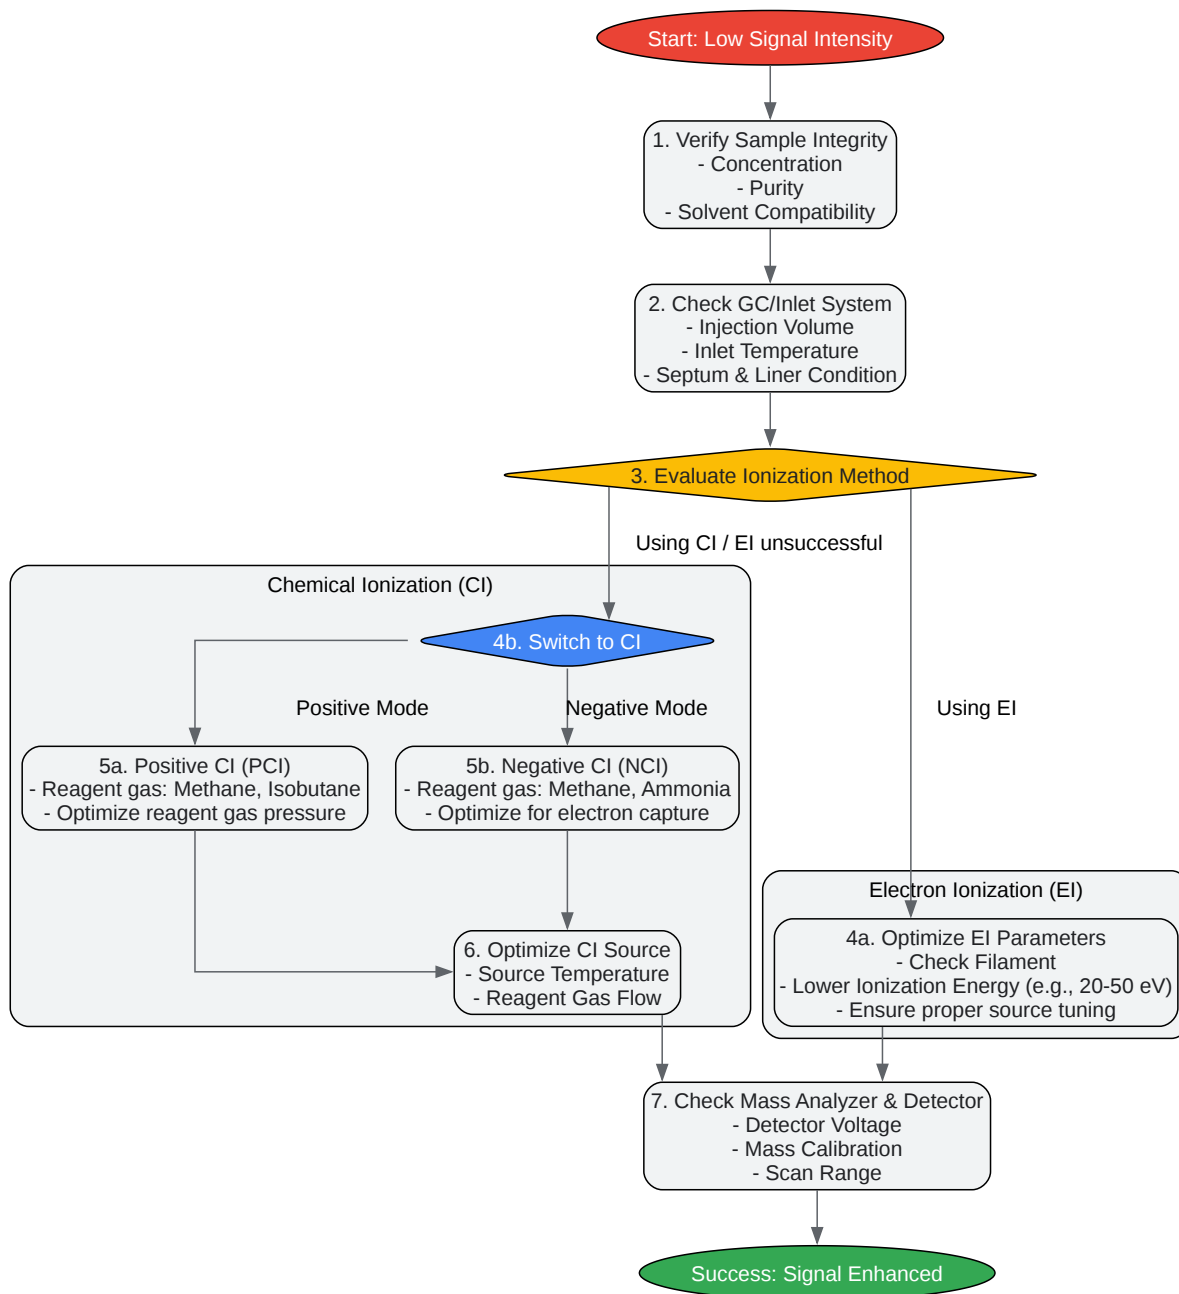 Start: Low Signal Intensity
1. Verify Sample Integrity
- Concentration
- Purity
- Solvent Compatibility
2. Check GC/Inlet System
- Injection Volume
- Inlet Temperature
- Septum & Liner Condition
3. Evaluate Ionization Method
Using CI / EI unsuccessful
Chemical Ionization (CI)
4b. Switch to CI
Positive Mode
Negative Mode
Using EI
5a. Positive CI (PCI)
- Reagent gas: Methane, Isobutane
- Optimize reagent gas pressure
5b. Negative CI (NCI)
- Reagent gas: Methane, Ammonia
- Optimize for electron capture
Electron Ionization (EI)
4a. Optimize EI Parameters
- Check Filament
- Lower Ionization Energy (e.g., 20-50 eV)
- Ensure proper source tuning
6. Optimize CI Source
- Source Temperature
- Reagent Gas Flow
7. Check Mass Analyzer & Detector
- Detector Voltage
- Mass Calibration
- Scan Range
Success: Signal Enhanced